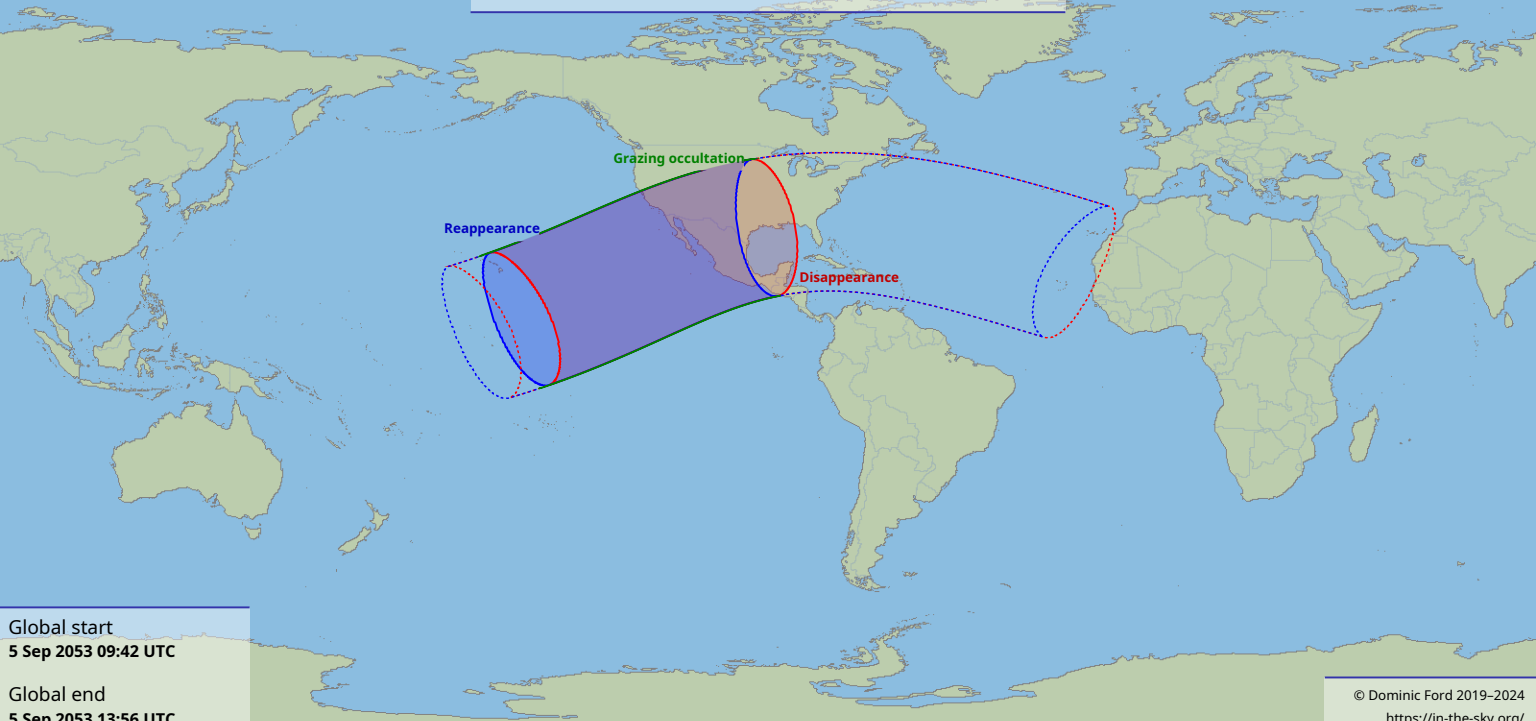 Grazing occultation
Reappearance
Disappearance
Global start
5 Sep 2053 09:42 UTC
Global end
5 Sep 2053 13:56 UTC
© Dominic Ford 2019–2024
https://in-the-sky.org/